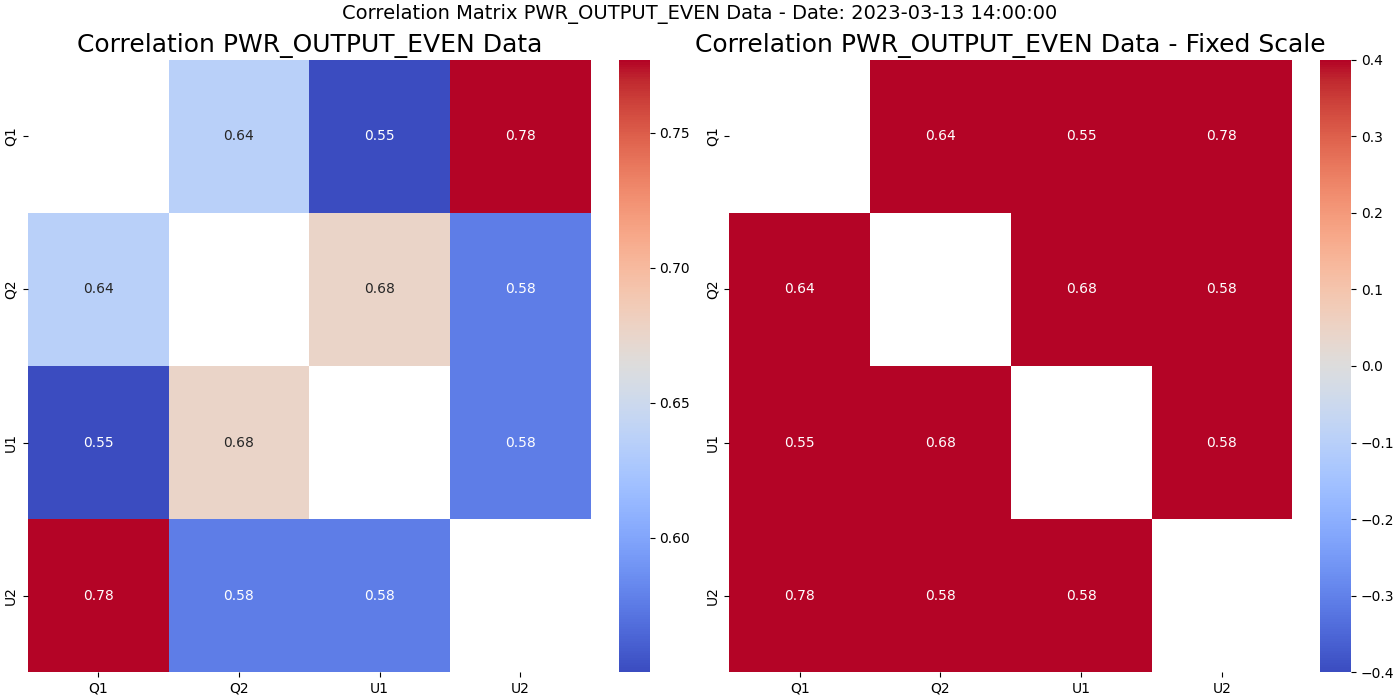 Correlation Matrix PWR_OUTPUT_EVEN Data - Date: 2023-03-13 14:00:00
Correlation PWR_OUTPUT_EVEN Data
Q1
0.64 0.55 0.78
Q2
0.64 0.68 0.58
U1
0.55 0.68 0.58
U2
0.78 0.58 0.58
Q1 Q2 U1 U2
0.75
0.70
0.65
0.60
Correlation PWR_OUTPUT_EVEN Data - Fixed Scale
Q1
0.64 0.55 0.78
Q2
0.64 0.68 0.58
U1
0.55 0.68 0.58
U2
0.78 0.58 0.58
Q1 Q2 U1 U2
0.4
0.3
0.2
0.1
0.0
−0.1
−0.2
−0.3
−0.4